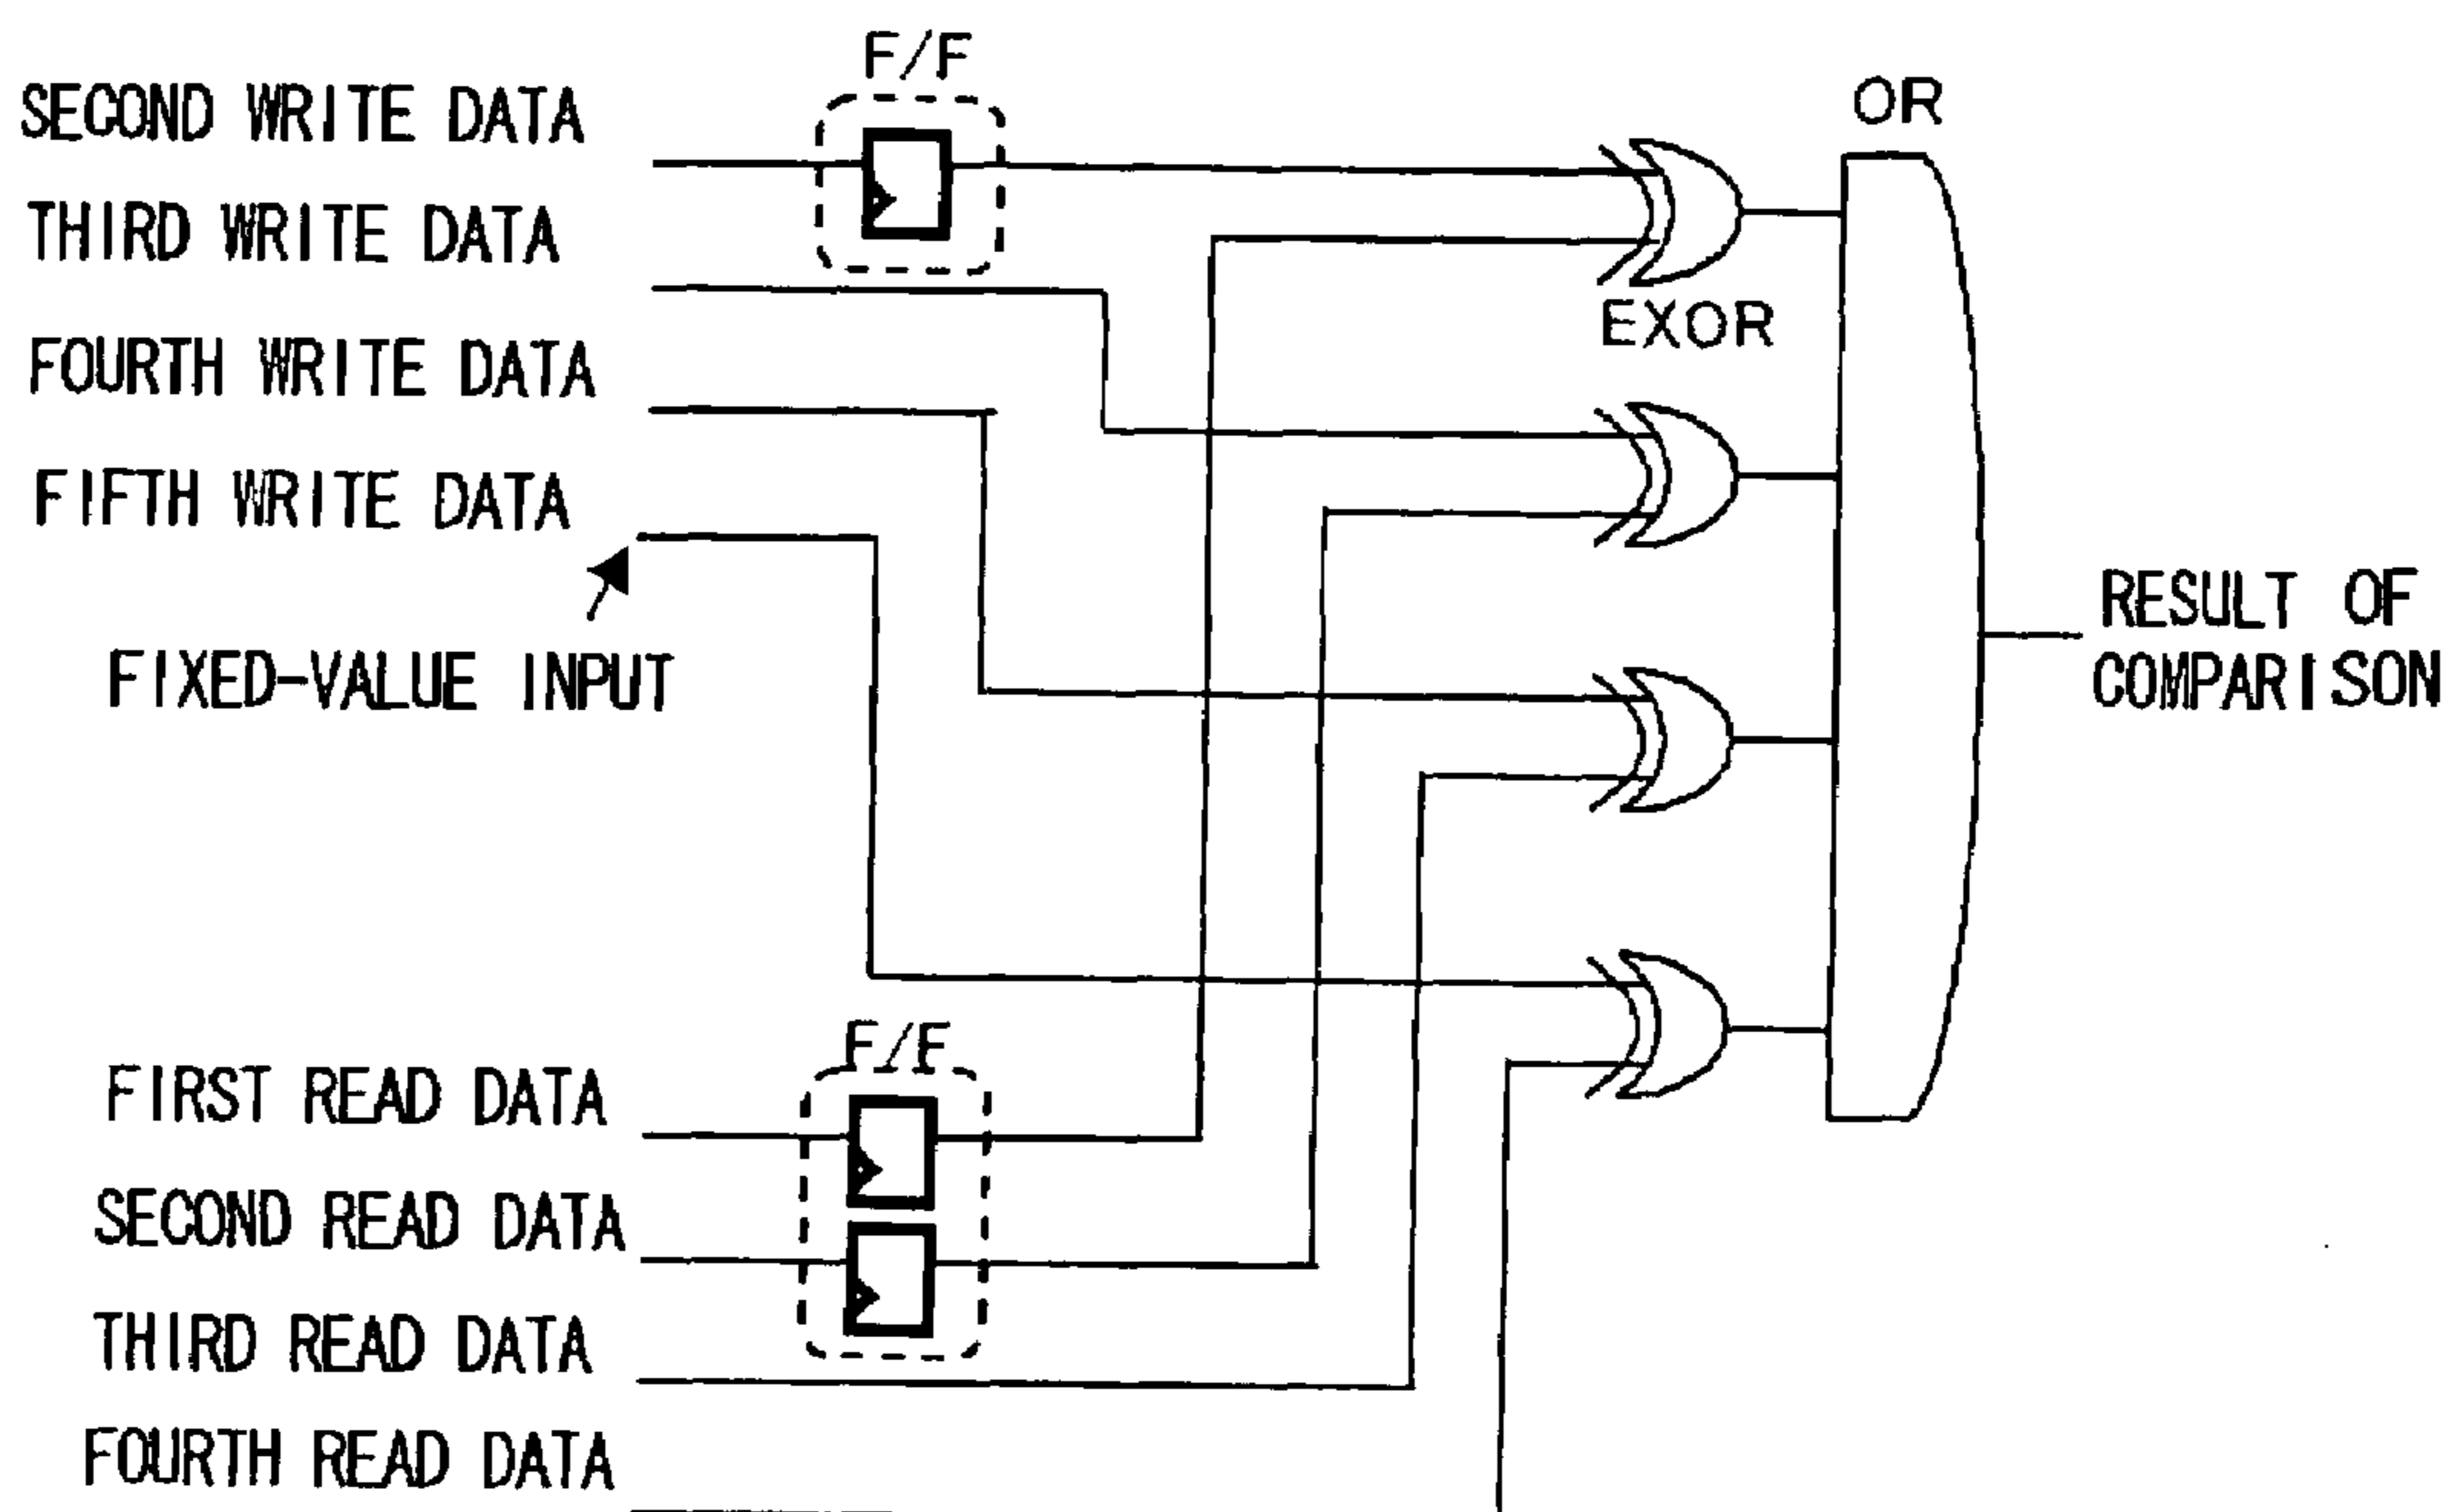 F/F
SECOND WRITE DATA
OR
THIRD WRITE DATA
EXOR
FOURTH WRITE DATA
FIFTH WRITE DATA
RESULT OF
COMPARISON
FIXED-VALUE INPUT
F/F
FIRST READ DATA
SECOND READ DATA
THIRD READ DATA
FOURTH READ DATA